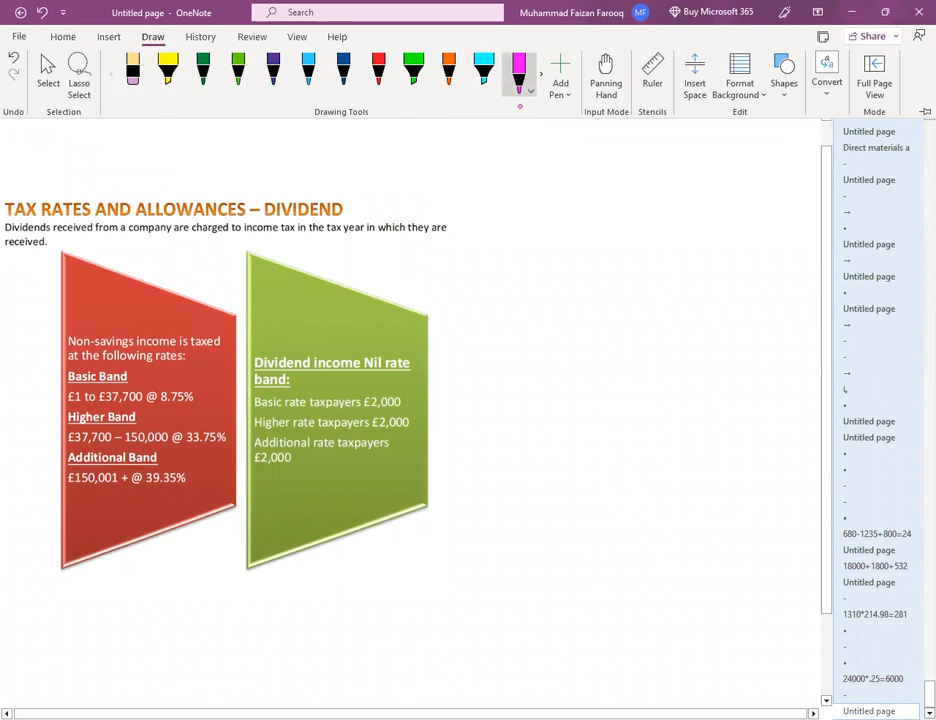 Untitled page - OneNote
Search
Muhammad Faizan Farooq
MF
Buy Microsoft 365
File
Home
Insert
Draw
History
Review
View
Help
Share
Undo
Select
Lasso
Select
Selection
Drawing Tools
Add
Pen
Panning
Hand
Input Mode
Ruler
Stencils
Insert
Space
Format
Background
Shapes
Edit
Convert
Full Page
View
Mode
TAX RATES AND ALLOWANCES – DIVIDEND
Dividends received from a company are charged to income tax in the tax year in which they are
received.
Non-savings income is taxed
at the following rates:
Basic Band
£1 to £37,700 @ 8.75%
Higher Band
£37,700 – 150,000 @ 33.75%
Additional Band
£150,001 + @ 39.35%
Dividend income Nil rate
band:
Basic rate taxpayers £2,000
Higher rate taxpayers £2,000
Additional rate taxpayers
£2,000
Untitled page
Direct materials a
Untitled page
Untitled page
Untitled page
Untitled page
Untitled page
Untitled page
680-1235+800=24
Untitled page
18000+1800+532
Untitled page
1310*214.98=281
24000*.25=6000
Untitled page